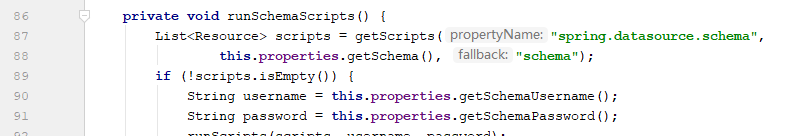 86 private void runSchemaScripts() {
87 List<Resource> scripts = getScripts( propertyName: "spring.datasource.schema",
88 this.properties.getSchema(), fallback: "schema");
89 if (!scripts.isEmpty()) {
90 String username = this.properties.getSchemaUsername();
91 String password = this.properties.getSchemaPassword();
92 runScripts(scripts, username, password);